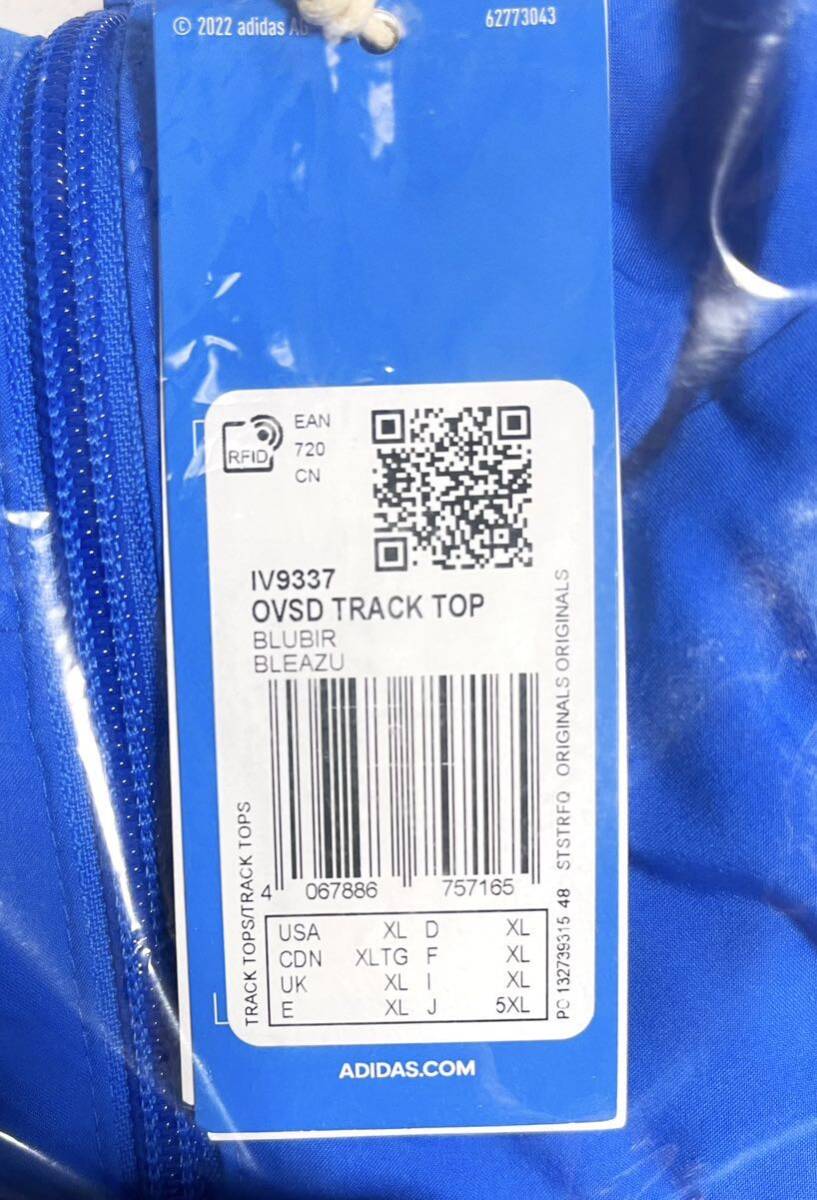 © 2022 adidas AG
62773043
RFID
EAN
720
CN
IV9337
OVSD TRACK TOP
BLUBIR
BLEAZU
TRACK TOPS/TRACK TOPS
PO 132739315 48 STSTRFQ ORIGINALS ORIGINALS
4 067886 757165
USA XL D XL
CDN XLTG F XL
UK XL I XL
E XL J 5XL
ADIDAS.COM